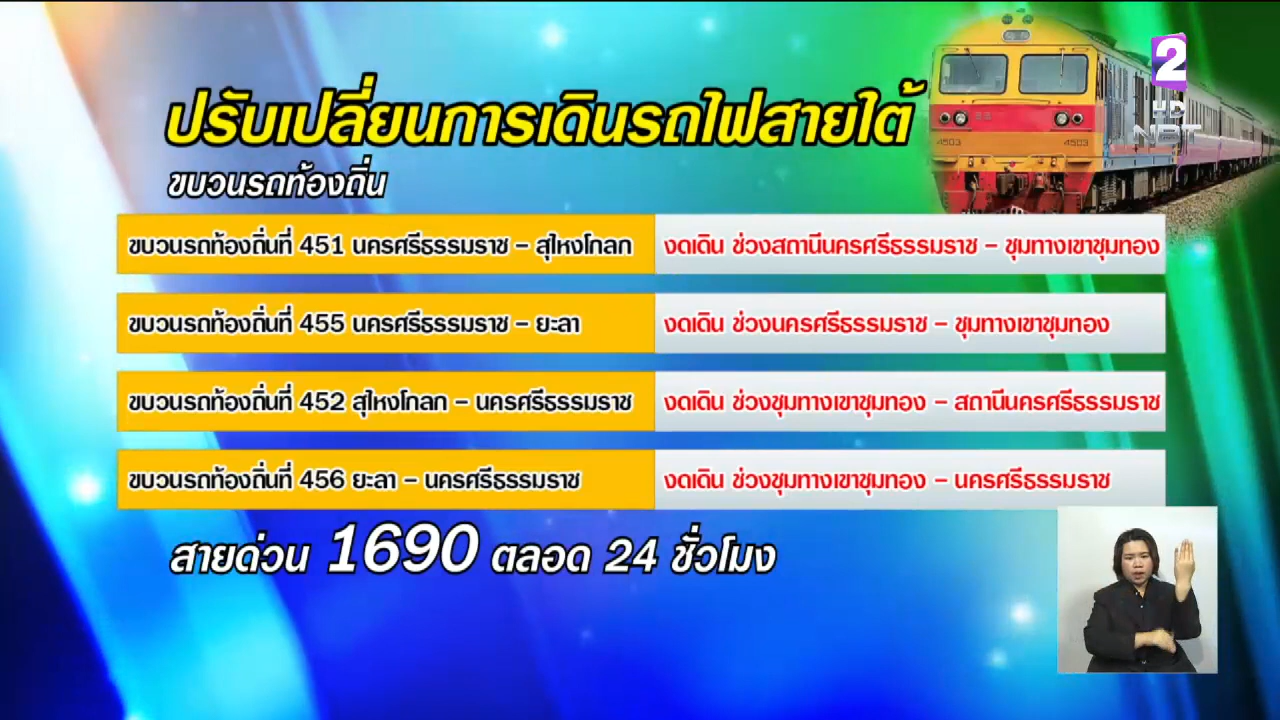 ปรับเปลี่ยนการเดินรถไฟสายใต้
2
HD
NBT
4503
4503
ขบวนรถท้องถิ่น
ขบวนรถท้องถิ่นที่ 451 นครศรีธรรมราช – สุไหงโกลก งดเดิน ช่วงสถานีนครศรีธรรมราช – ชุมทางเขาชุมทอง
ขบวนรถท้องถิ่นที่ 455 นครศรีธรรมราช – ยะลา งดเดิน ช่วงนครศรีธรรมราช – ชุมทางเขาชุมทอง
ขบวนรถท้องถิ่นที่ 452 สุไหงโกลก – นครศรีธรรมราช งดเดิน ช่วงชุมทางเขาชุมทอง – สถานีนครศรีธรรมราช
ขบวนรถท้องถิ่นที่ 456 ยะลา – นครศรีธรรมราช งดเดิน ช่วงชุมทางเขาชุมทอง – นครศรีธรรมราช
สายด่วน 1690 ตลอด 24 ชั่วโมง